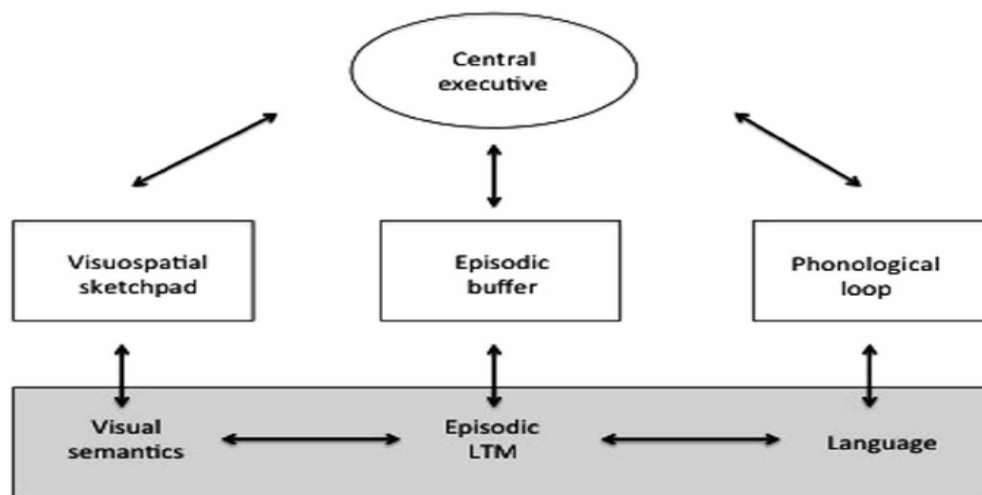 Central
executive
Visuospatial
sketchpad
Episodic
buffer
Phonological
loop
Visual
semantics
Episodic
LTM
Language